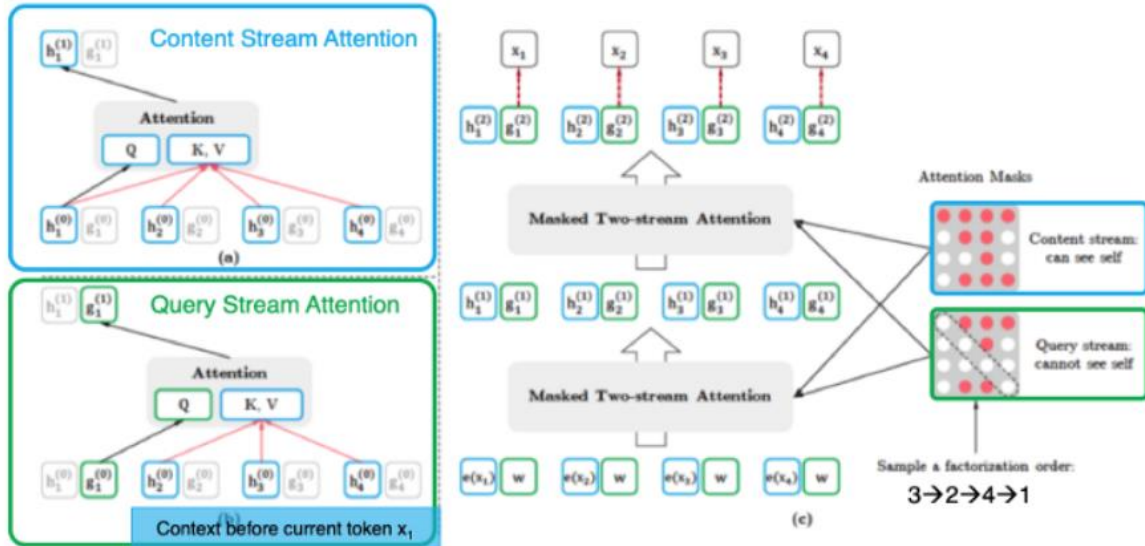 Content Stream Attention
h₁⁽¹⁾ g₁⁽¹⁾
Attention
Q K, V
h₁⁽⁰⁾ g₁⁽⁰⁾ h₂⁽⁰⁾ g₂⁽⁰⁾ h₃⁽⁰⁾ g₃⁽⁰⁾ h₄⁽⁰⁾ g₄⁽⁰⁾
(a)
Query Stream Attention
h₁⁽¹⁾ g₁⁽¹⁾
Attention
Q K, V
h₁⁽⁰⁾ g₁⁽⁰⁾ h₂⁽⁰⁾ g₂⁽⁰⁾ h₃⁽⁰⁾ g₃⁽⁰⁾ h₄⁽⁰⁾ g₄⁽⁰⁾
(b)
Context before current token x₁
x₁ x₂ x₃ x₄
h₁⁽²⁾ g₁⁽²⁾ h₂⁽²⁾ g₂⁽²⁾ h₃⁽²⁾ g₃⁽²⁾ h₄⁽²⁾ g₄⁽²⁾
Masked Two-stream Attention
h₁⁽¹⁾ g₁⁽¹⁾ h₂⁽¹⁾ g₂⁽¹⁾ h₃⁽¹⁾ g₃⁽¹⁾ h₄⁽¹⁾ g₄⁽¹⁾
Masked Two-stream Attention
e(x₁) w e(x₂) w e(x₃) w e(x₄) w
(c)
Attention Masks
Content stream:
can see self
Query stream:
cannot see self
Sample a factorization order:
3→2→4→1